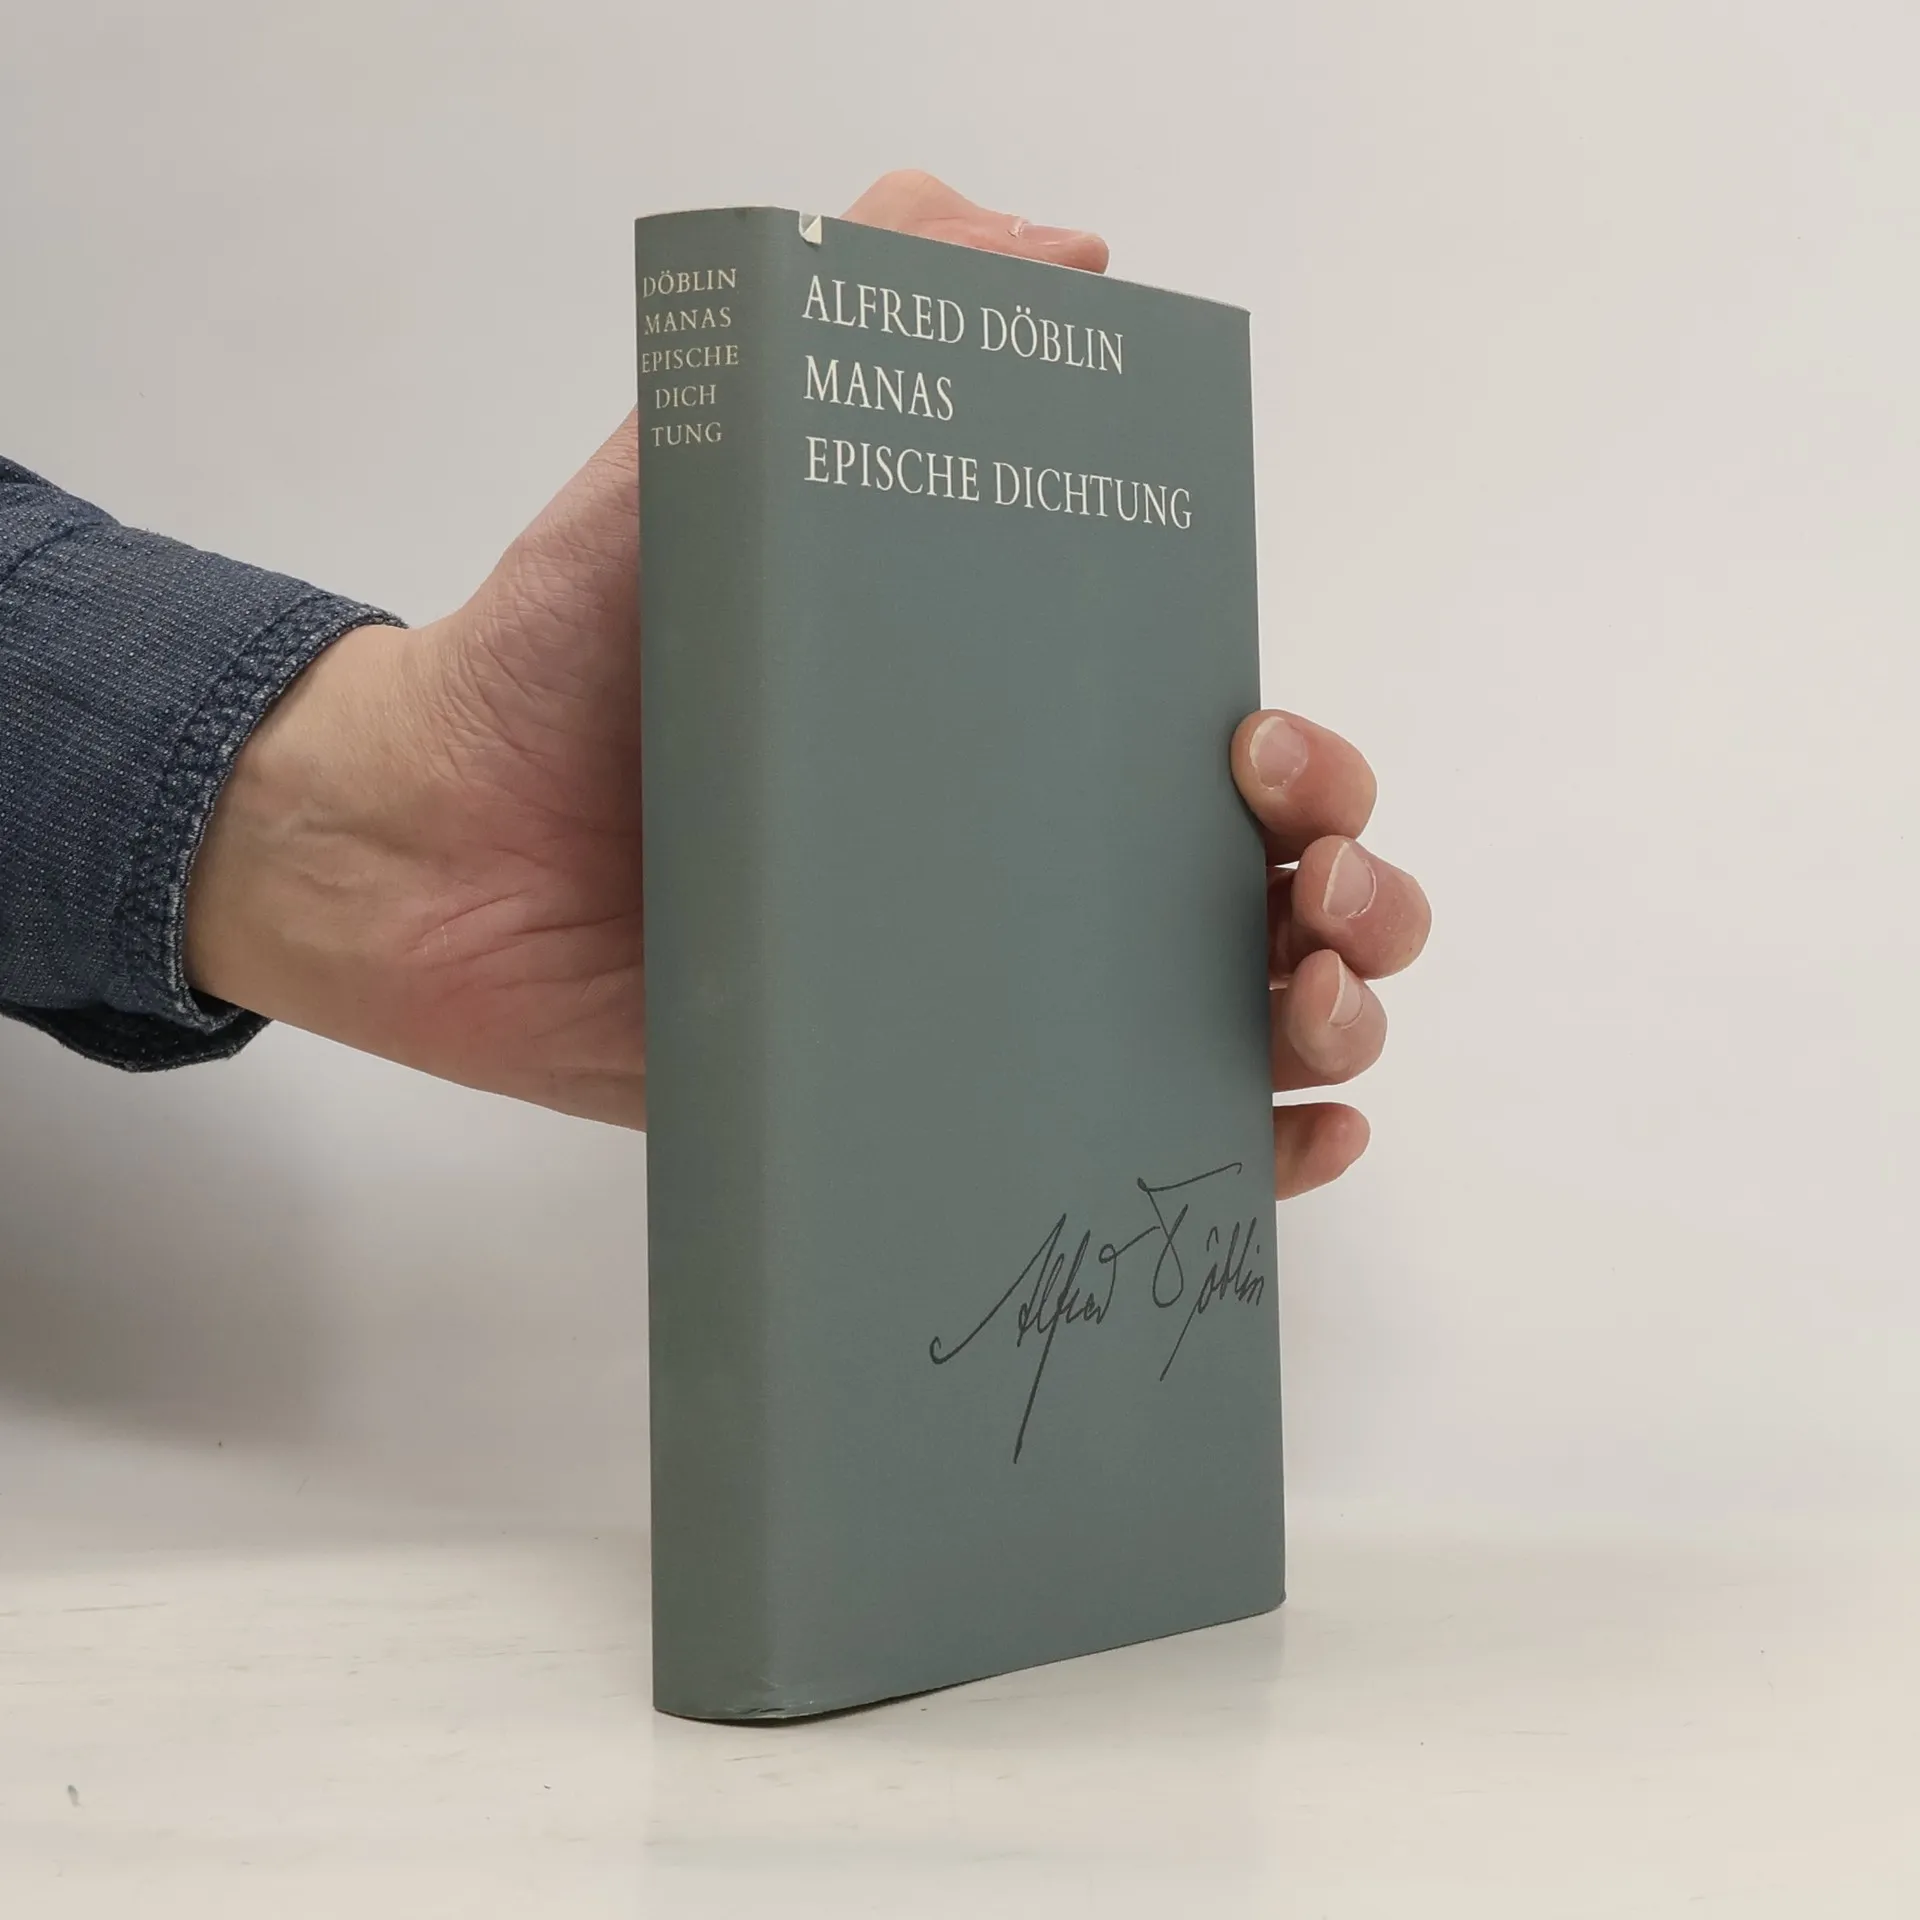 DÖBLIN
MANAS
EPISCHE
DICH
TUNG
ALFRED DÖBLIN
MANAS
EPISCHE DICHTUNG
Alfred Döblin